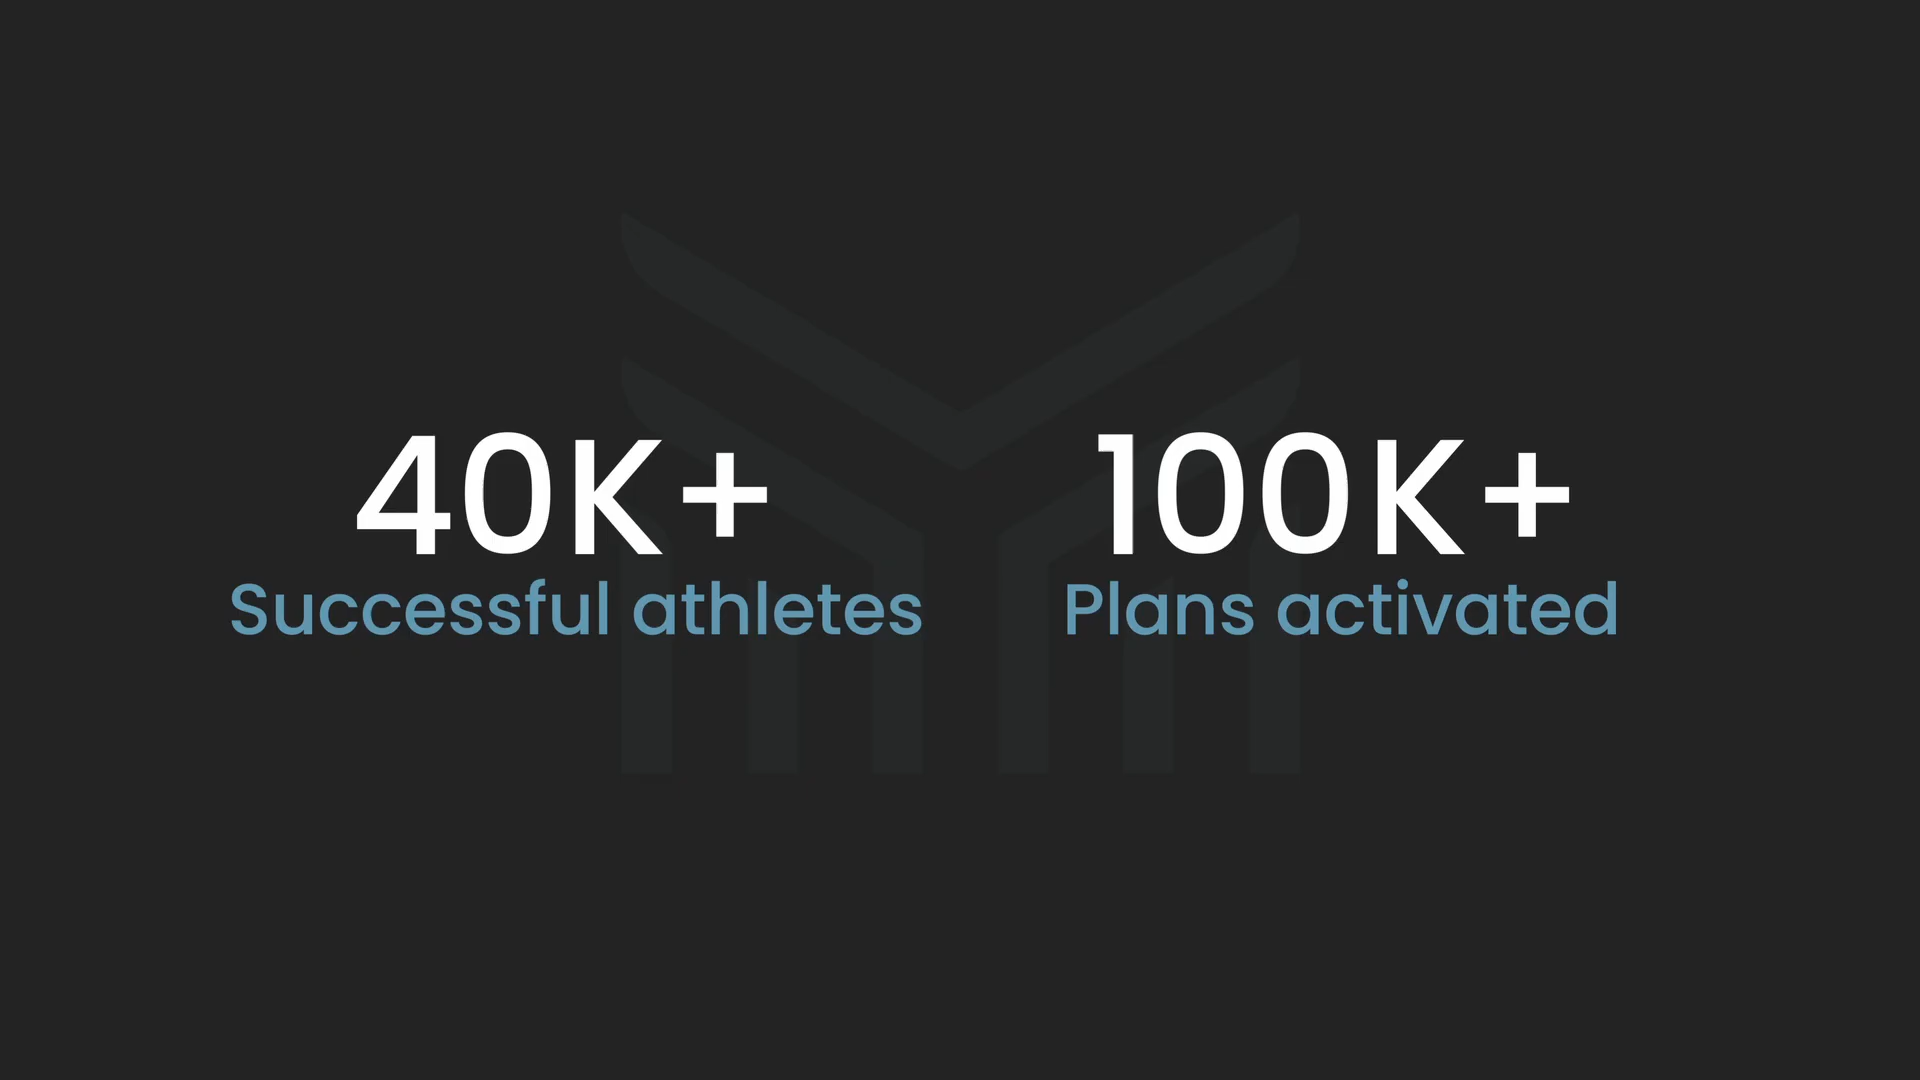 40K+
Successful athletes
100K+
Plans activated